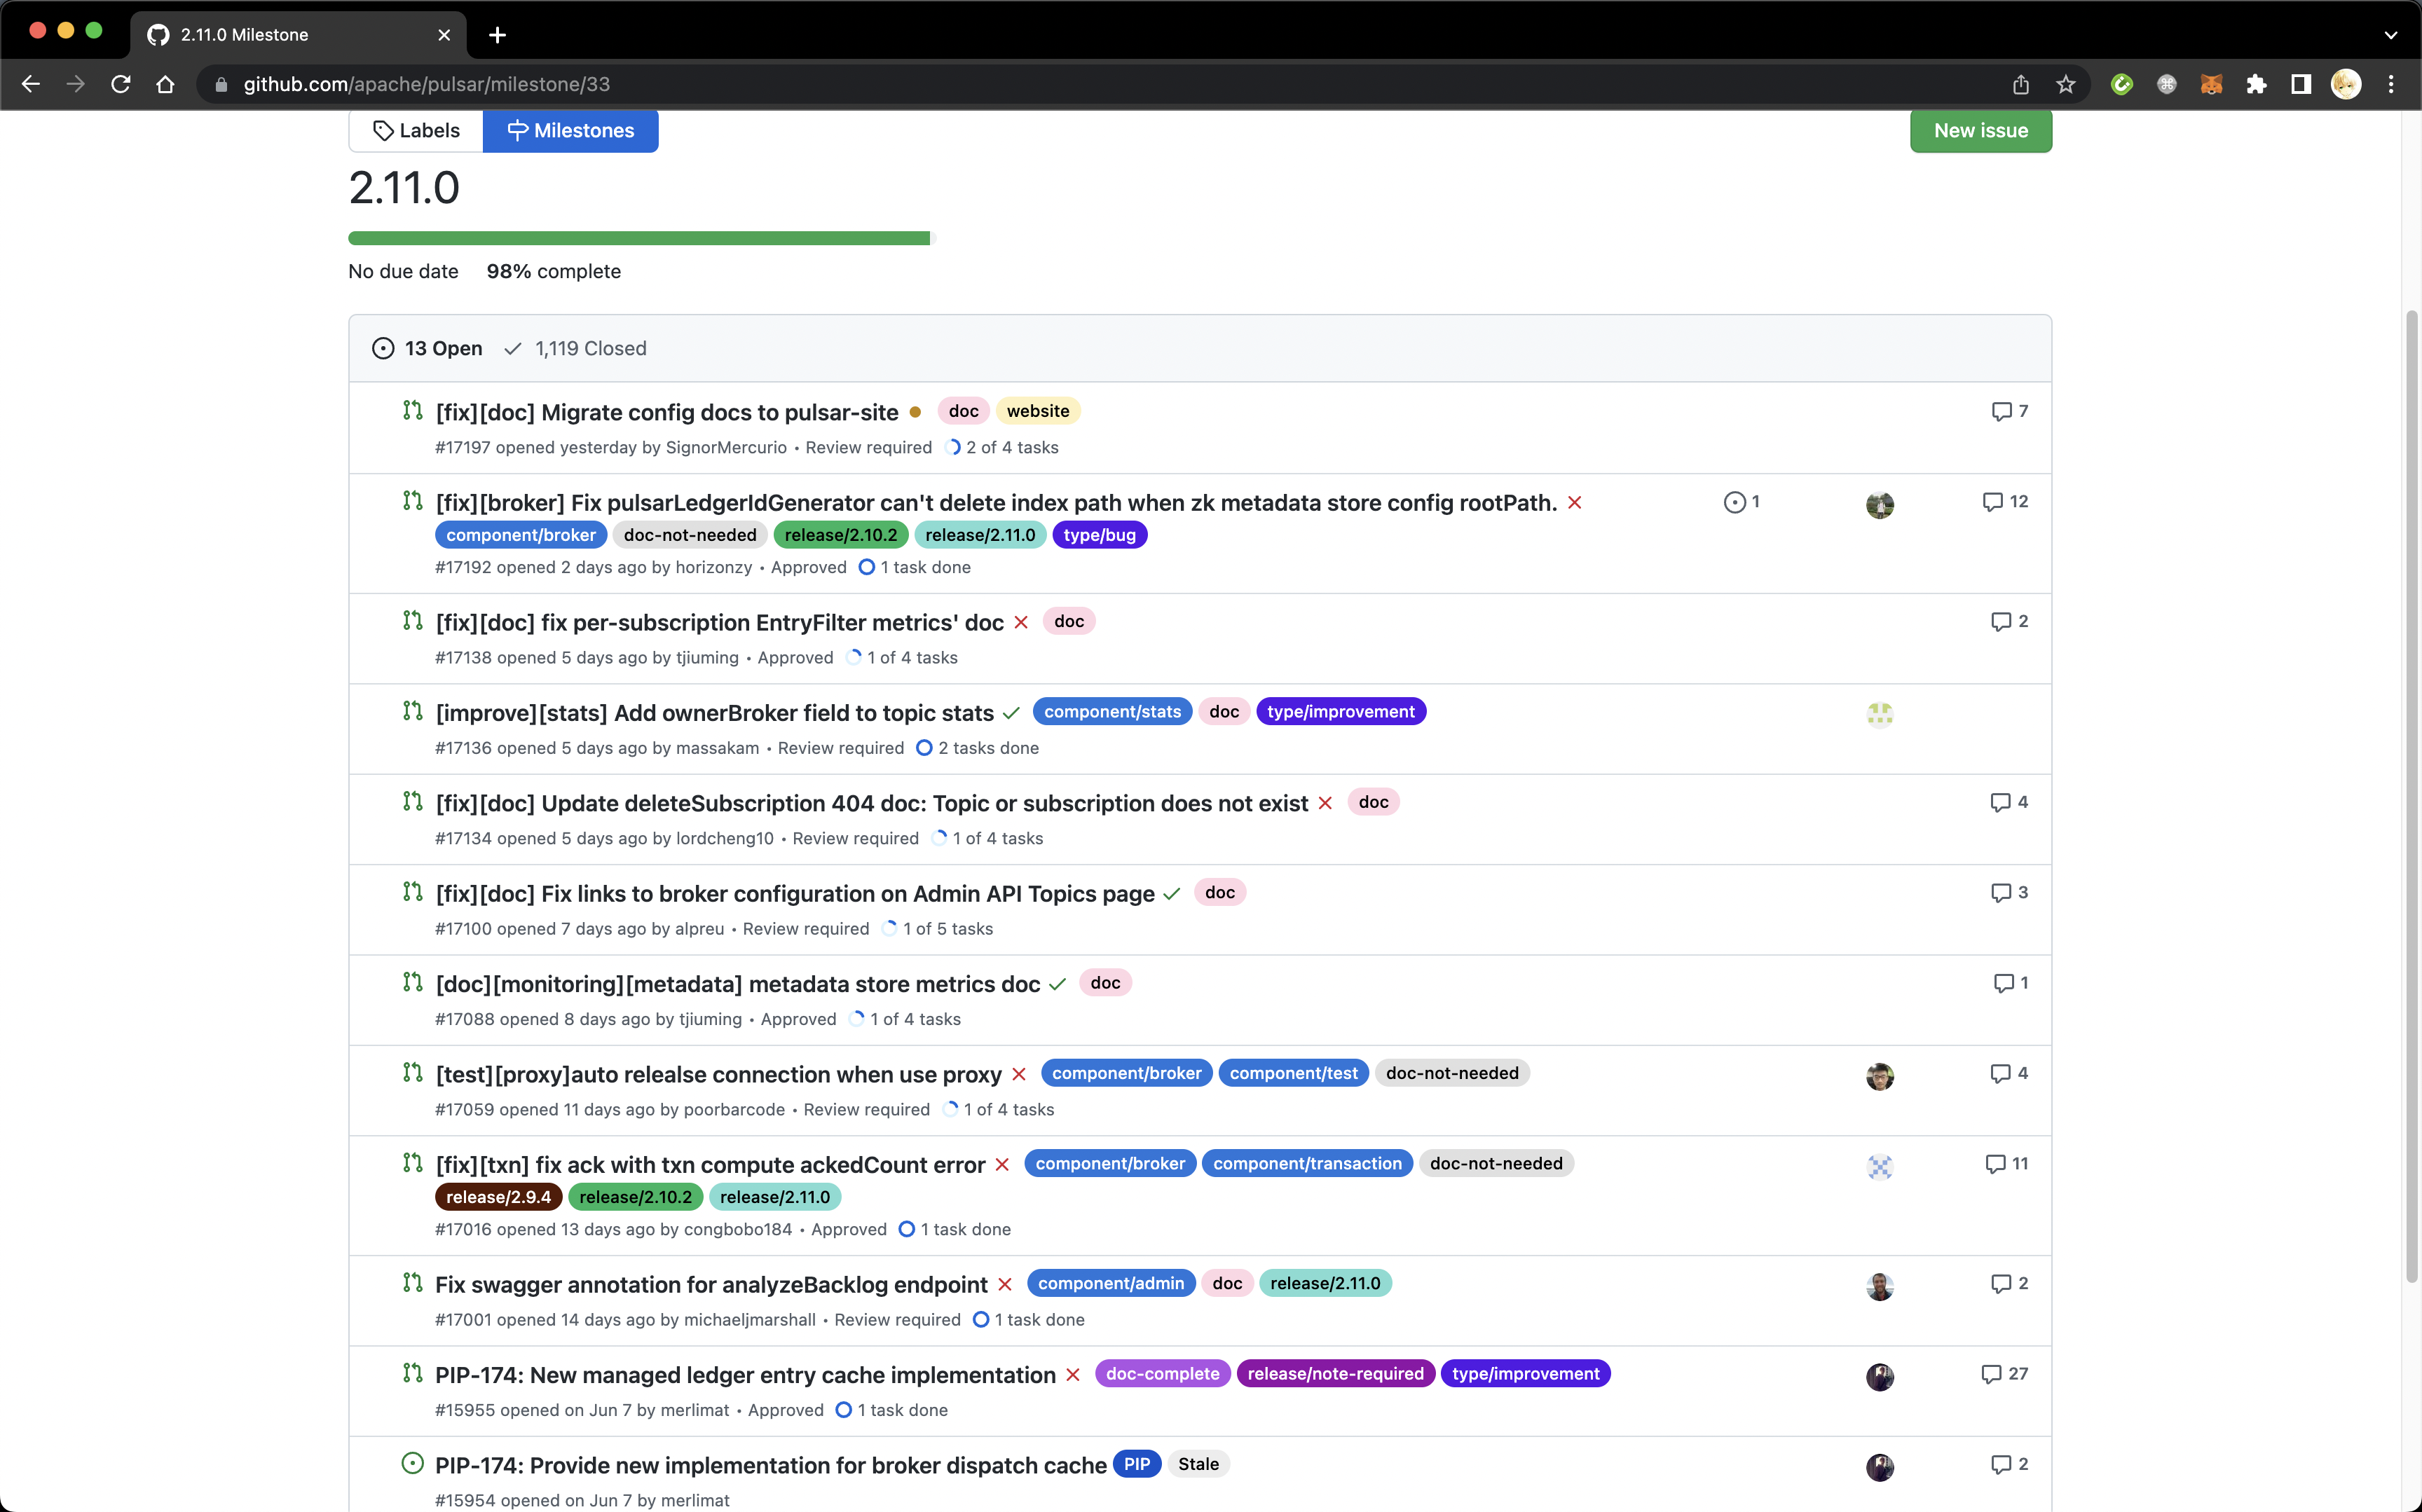 2.11.0 Milestone
github.com/apache/pulsar/milestone/33
Labels
Milestones
New issue
2.11.0
No due date 98% complete
13 Open 1,119 Closed
[fix][doc] Migrate config docs to pulsar-site doc website 7
#17197 opened yesterday by SignorMercurio • Review required 2 of 4 tasks
[fix][broker] Fix pulsarLedgerIdGenerator can't delete index path when zk metadata store config rootPath. 1 12
component/broker doc-not-needed release/2.10.2 release/2.11.0 type/bug
#17192 opened 2 days ago by horizonzy • Approved 1 task done
[fix][doc] fix per-subscription EntryFilter metrics' doc doc 2
#17138 opened 5 days ago by tjiuming • Approved 1 of 4 tasks
[improve][stats] Add ownerBroker field to topic stats component/stats doc type/improvement
#17136 opened 5 days ago by massakam • Review required 2 tasks done
[fix][doc] Update deleteSubscription 404 doc: Topic or subscription does not exist doc 4
#17134 opened 5 days ago by lordcheng10 • Review required 1 of 4 tasks
[fix][doc] Fix links to broker configuration on Admin API Topics page doc 3
#17100 opened 7 days ago by alpreu • Review required 1 of 5 tasks
[doc][monitoring][metadata] metadata store metrics doc doc 1
#17088 opened 8 days ago by tjiuming • Approved 1 of 4 tasks
[test][proxy]auto relealse connection when use proxy component/broker component/test doc-not-needed 4
#17059 opened 11 days ago by poorbarcode • Review required 1 of 4 tasks
[fix][txn] fix ack with txn compute ackedCount error component/broker component/transaction doc-not-needed 11
release/2.9.4 release/2.10.2 release/2.11.0
#17016 opened 13 days ago by congbobo184 • Approved 1 task done
Fix swagger annotation for analyzeBacklog endpoint component/admin doc release/2.11.0 2
#17001 opened 14 days ago by michaeljmarshall • Review required 1 task done
PIP-174: New managed ledger entry cache implementation doc-complete release/note-required type/improvement 27
#15955 opened on Jun 7 by merlimat • Approved 1 task done
PIP-174: Provide new implementation for broker dispatch cache PIP Stale 2
#15954 opened on Jun 7 by merlimat